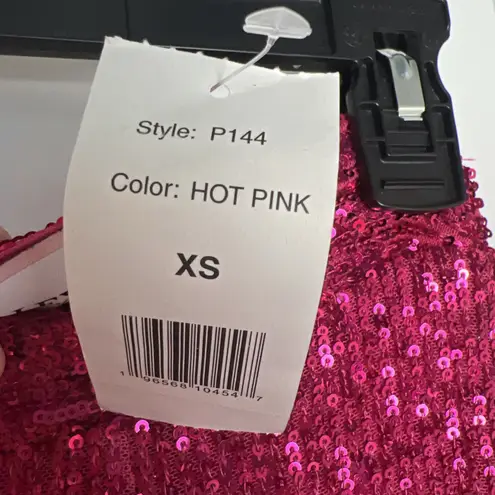 Style: P144
Color: HOT PINK
XS
1 96568 10454 7